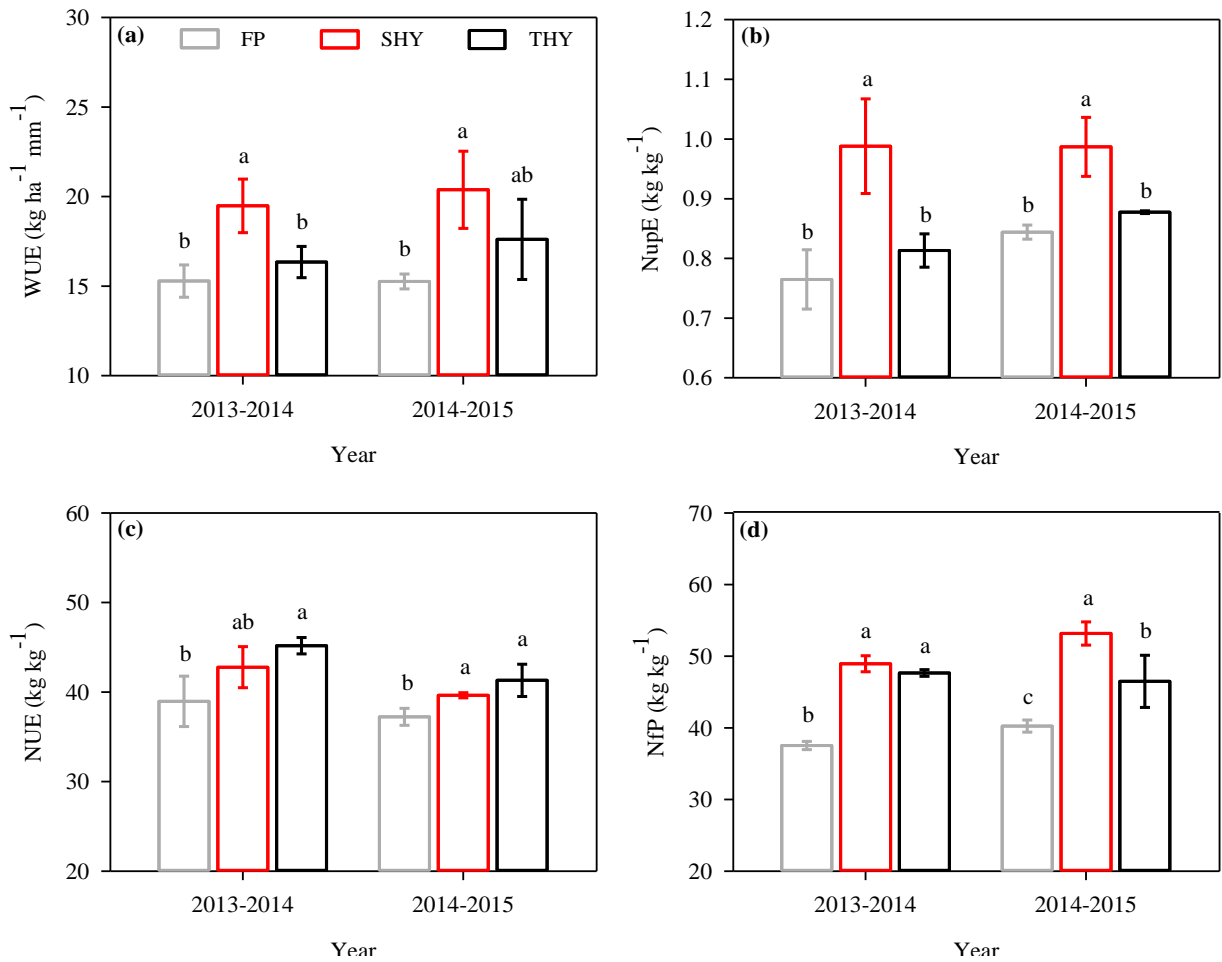 (a) FP SHY THY
WUE (kg ha⁻¹ mm⁻¹)
30
25
20
15
10
b a b b a ab
2013-2014 2014-2015
Year
(b)
NupE (kg kg⁻¹)
1.2
1.1
1.0
0.9
0.8
0.7
0.6
b a b b a b
2013-2014 2014-2015
Year
(c)
NUE (kg kg⁻¹)
60
50
40
30
20
b ab a b a a
2013-2014 2014-2015
Year
(d)
NfP (kg kg⁻¹)
70
60
50
40
30
20
b a a c a b
2013-2014 2014-2015
Year